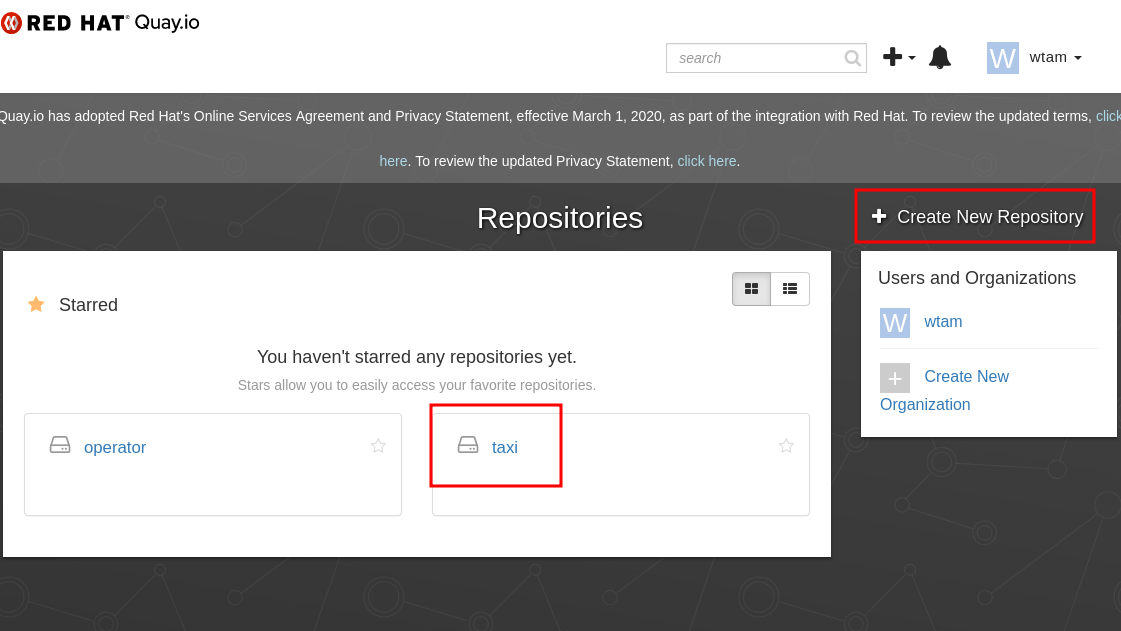 RED HAT® Quay.io
search
W wtam
Quay.io has adopted Red Hat's Online Services Agreement and Privacy Statement, effective March 1, 2020, as part of the integration with Red Hat. To review the updated terms, click
here. To review the updated Privacy Statement, click here.
Repositories
Create New Repository
Starred
You haven't starred any repositories yet.
Stars allow you to easily access your favorite repositories.
operator
taxi
Users and Organizations
W wtam
+ Create New
Organization